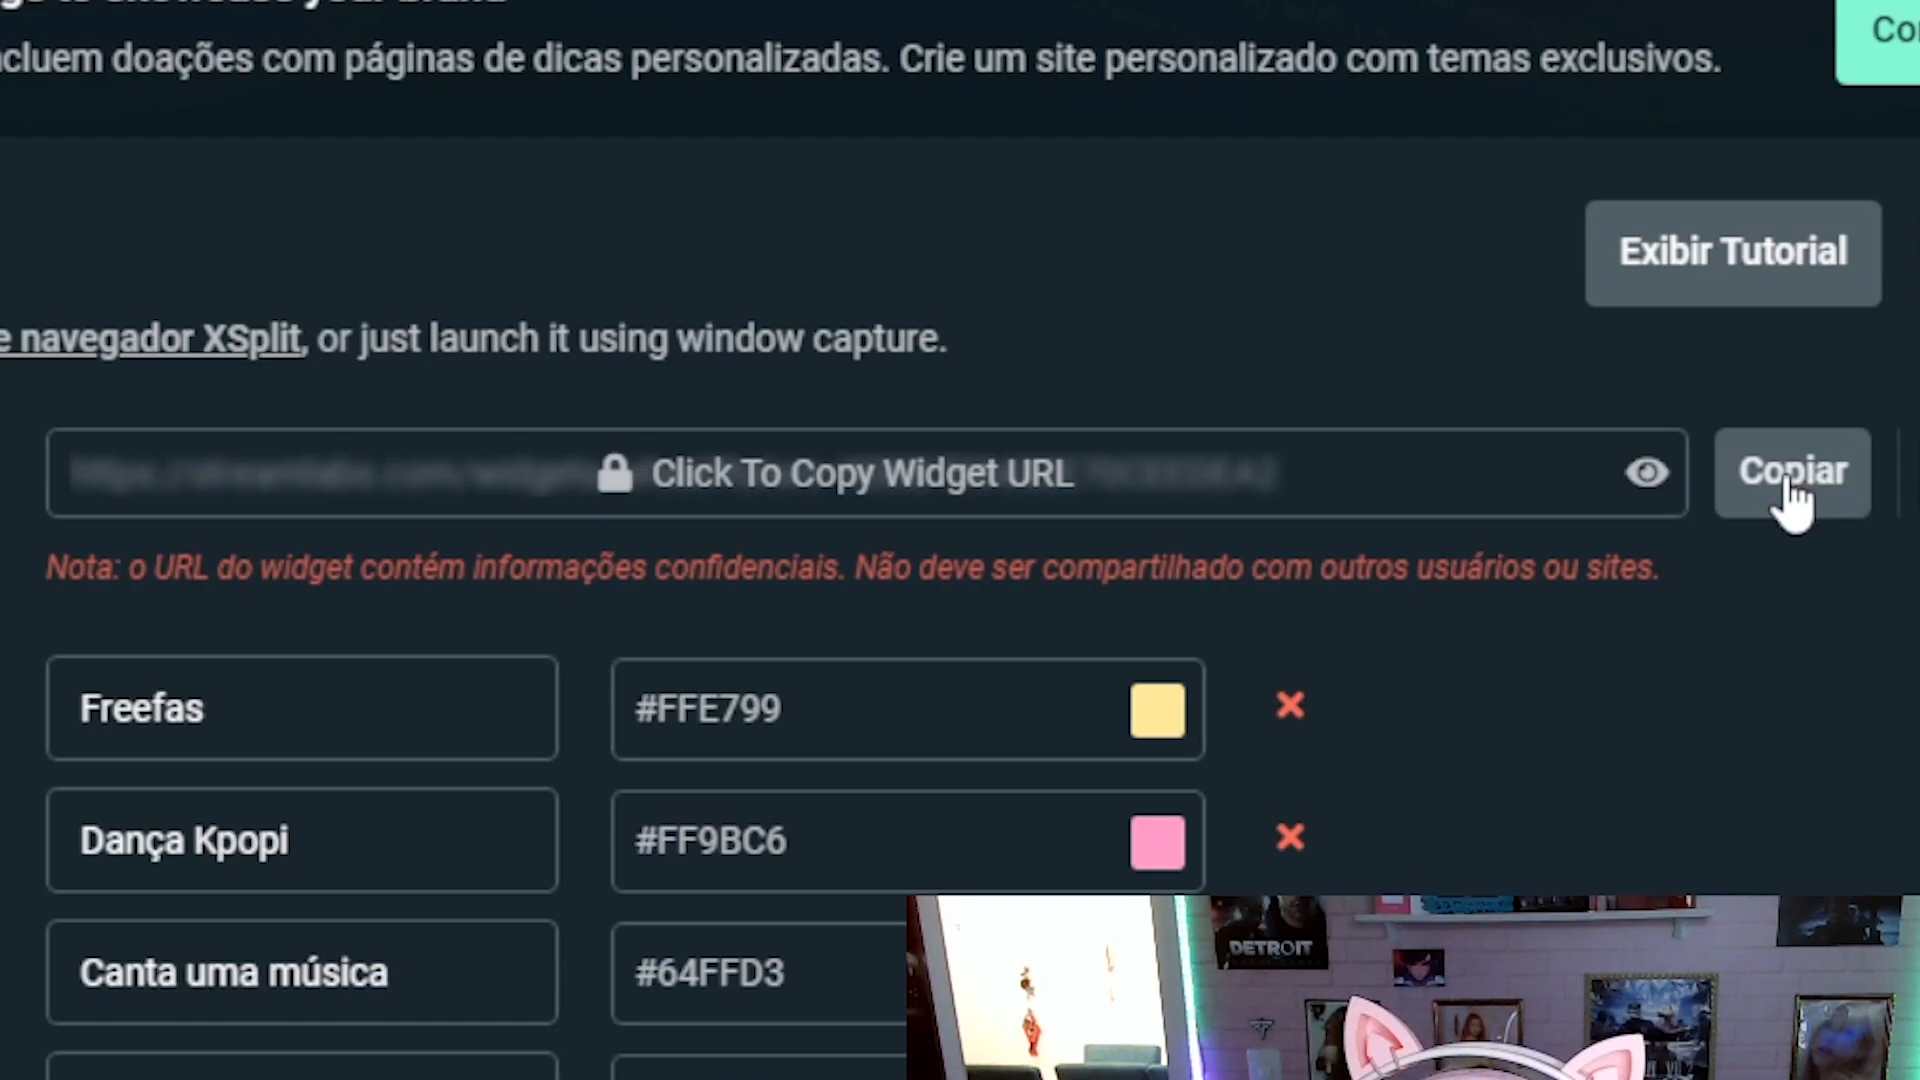 cluem doações com páginas de dicas personalizadas. Crie um site personalizado com temas exclusivos.
Exibir Tutorial
e navegador XSplit, or just launch it using window capture.
Click To Copy Widget URL
Copiar
Nota: o URL do widget contém informações confidenciais. Não deve ser compartilhado com outros usuários ou sites.
Freefas
#FFE799
Dança Kpopi
#FF9BC6
Canta uma música
#64FFD3
DETROIT